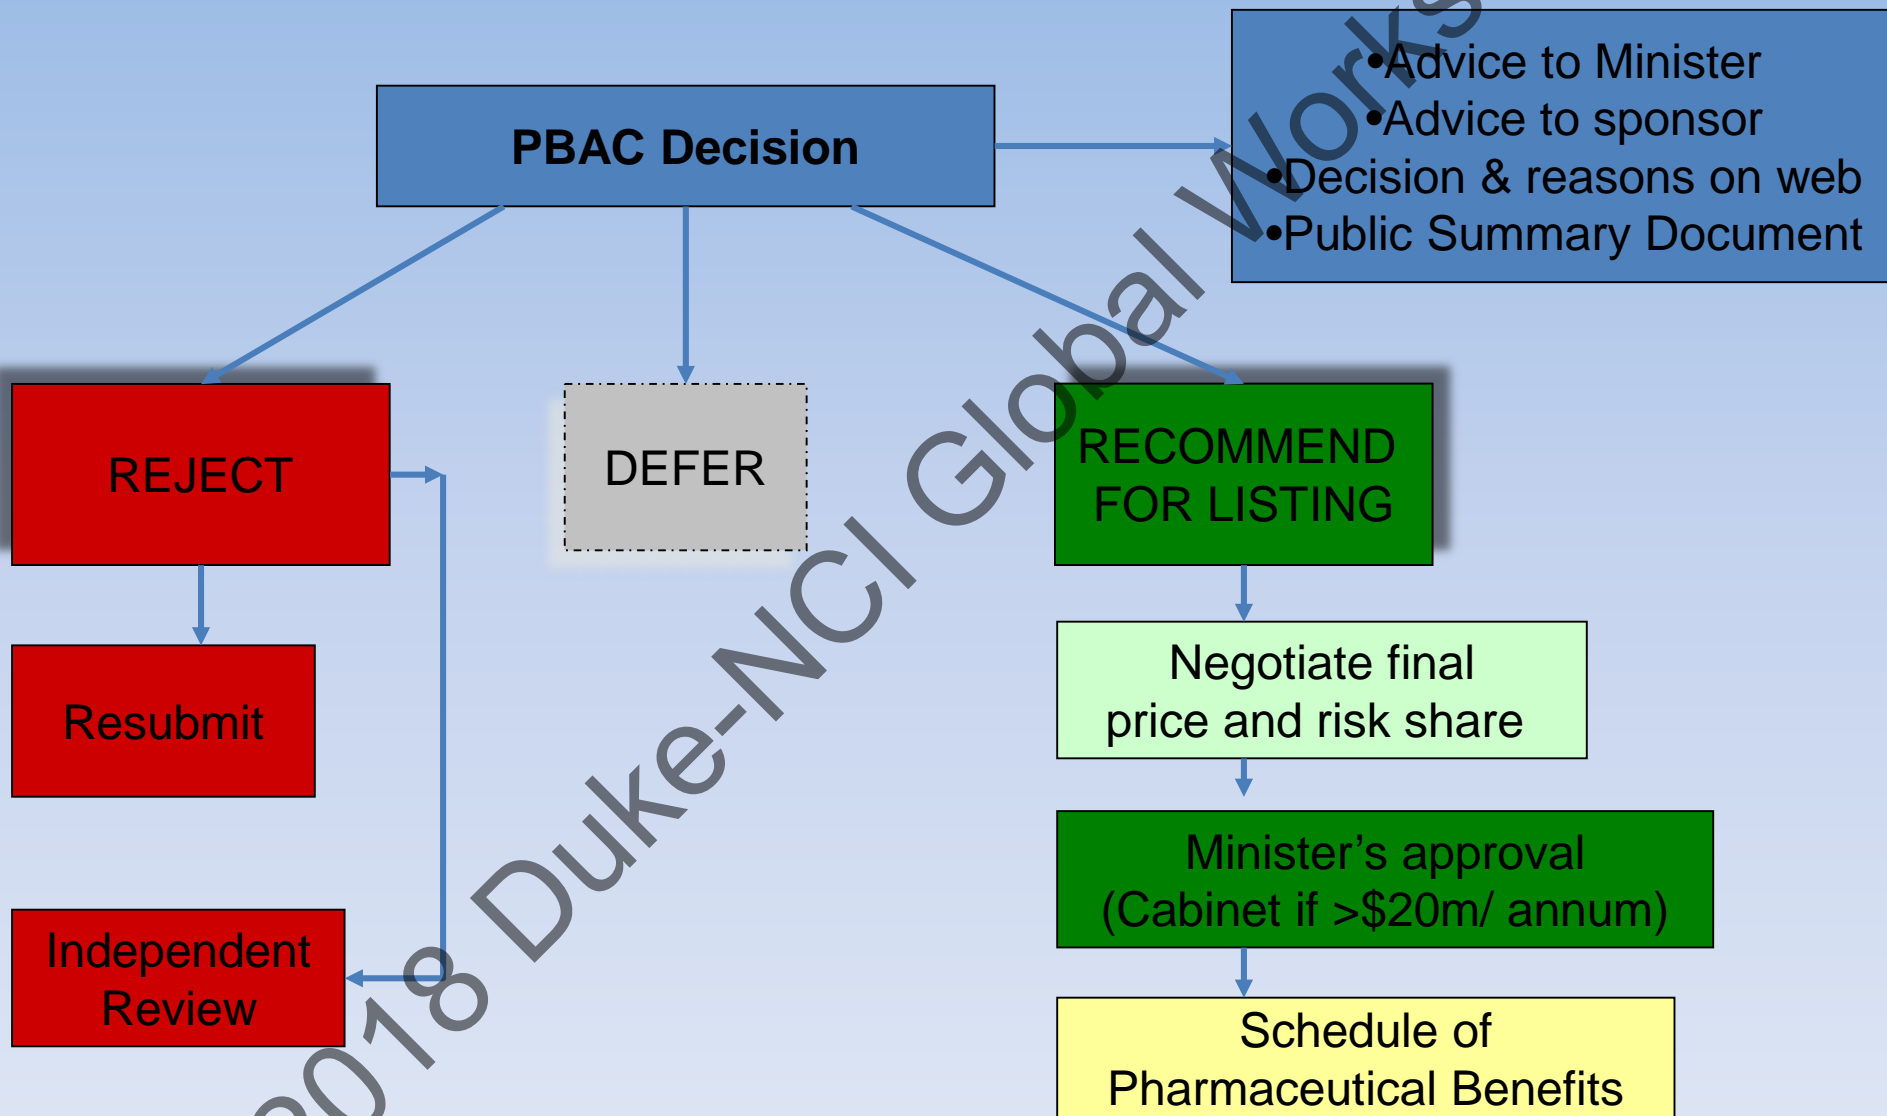 •Advice to Minister
•Advice to sponsor
•Decision & reasons on web
•Public Summary Document
PBAC Decision
REJECT
DEFER
RECOMMEND
FOR LISTING
Resubmit
Negotiate final
price and risk share
Minister’s approval
(Cabinet if >$20m/ annum)
Independent
Review
Schedule of
Pharmaceutical Benefits
2018 Duke-NCI Global Works